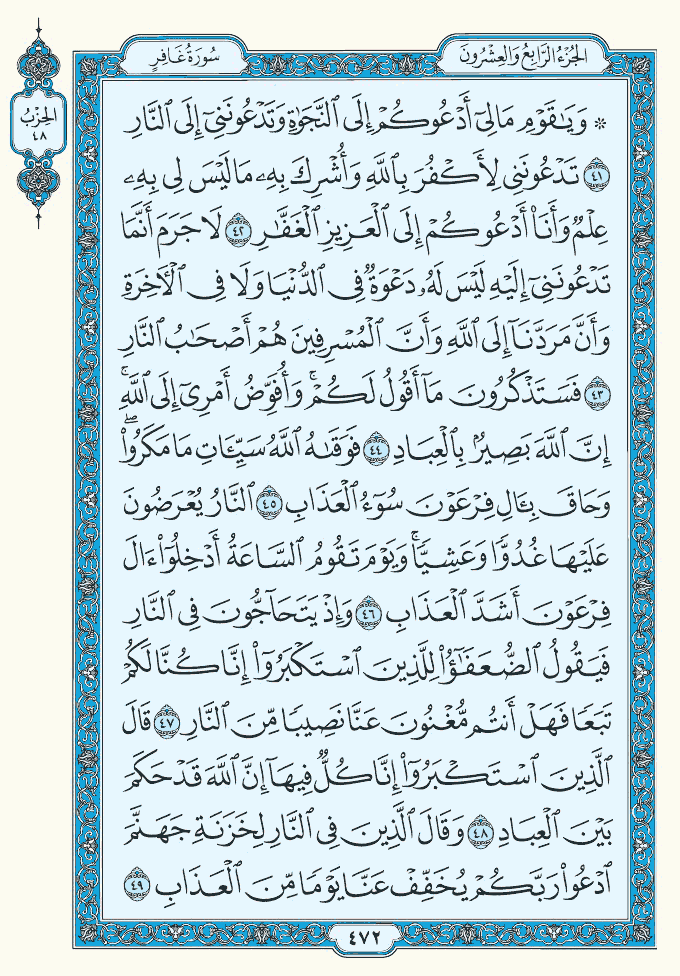 سُورَةُ غَافِرٍ
الجُزْءُ الرَّابِعُ وَالعِشْرُونَ
الحِزْبُ
٤٨
۞ وَيَٰقَوْمِ مَا لِيٓ أَدْعُوكُمْ إِلَى ٱلنَّجَوٰةِ وَتَدْعُونَنِيٓ إِلَى ٱلنَّارِ
٤١ تَدْعُونَنِي لِأَكْفُرَ بِٱللَّهِ وَأُشْرِكَ بِهِۦ مَا لَيْسَ لِي بِهِۦ
عِلْمٌ وَأَنَا۠ أَدْعُوكُمْ إِلَى ٱلْعَزِيزِ ٱلْغَفَّٰرِ ٤٢ لَا جَرَمَ أَنَّمَا
تَدْعُونَنِيٓ إِلَيْهِ لَيْسَ لَهُۥ دَعْوَةٌ فِي ٱلدُّنْيَا وَلَا فِي ٱلْأٓخِرَةِ
وَأَنَّ مَرَدَّنَآ إِلَى ٱللَّهِ وَأَنَّ ٱلْمُسْرِفِينَ هُمْ أَصْحَٰبُ ٱلنَّارِ
٤٣ فَسَتَذْكُرُونَ مَآ أَقُولُ لَكُمْۚ وَأُفَوِّضُ أَمْرِيٓ إِلَى ٱللَّهِۚ
إِنَّ ٱللَّهَ بَصِيرٌۢ بِٱلْعِبَادِ ٤٤ فَوَقَىٰهُ ٱللَّهُ سَيِّـَٔاتِ مَا مَكَرُوا۟ۖ
وَحَاقَ بِـَٔالِ فِرْعَوْنَ سُوٓءُ ٱلْعَذَابِ ٤٥ ٱلنَّارُ يُعْرَضُونَ
عَلَيْهَا غُدُوًّا وَعَشِيًّاۚ وَيَوْمَ تَقُومُ ٱلسَّاعَةُ أَدْخِلُوٓا۟ ءَالَ
فِرْعَوْنَ أَشَدَّ ٱلْعَذَابِ ٤٦ وَإِذْ يَتَحَآجُّونَ فِي ٱلنَّارِ
فَيَقُولُ ٱلضُّعَفَٰٓؤُا۟ لِلَّذِينَ ٱسْتَكْبَرُوٓا۟ إِنَّا كُنَّا لَكُمْ
تَبَعًا فَهَلْ أَنتُم مُّغْنُونَ عَنَّا نَصِيبًا مِّنَ ٱلنَّارِ ٤٧ قَالَ
ٱلَّذِينَ ٱسْتَكْبَرُوٓا۟ إِنَّا كُلٌّ فِيهَآ إِنَّ ٱللَّهَ قَدْ حَكَمَ
بَيْنَ ٱلْعِبَادِ ٤٨ وَقَالَ ٱلَّذِينَ فِي ٱلنَّارِ لِخَزَنَةِ جَهَنَّمَ
ٱدْعُوا۟ رَبَّكُمْ يُخَفِّفْ عَنَّا يَوْمًا مِّنَ ٱلْعَذَابِ ٤٩
٤٧٢